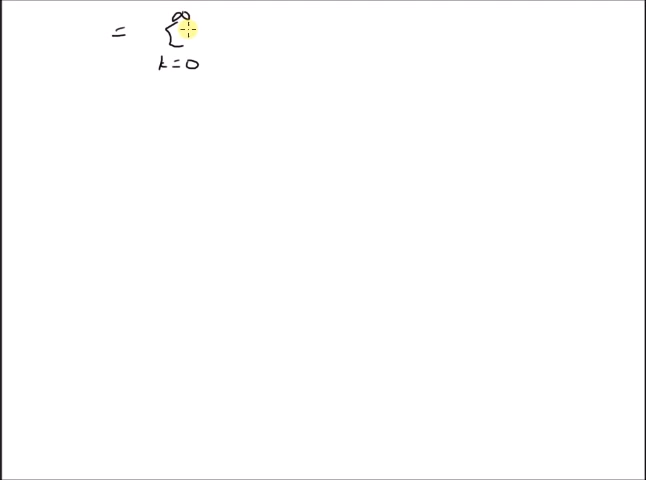 = ∑
∞
k=0